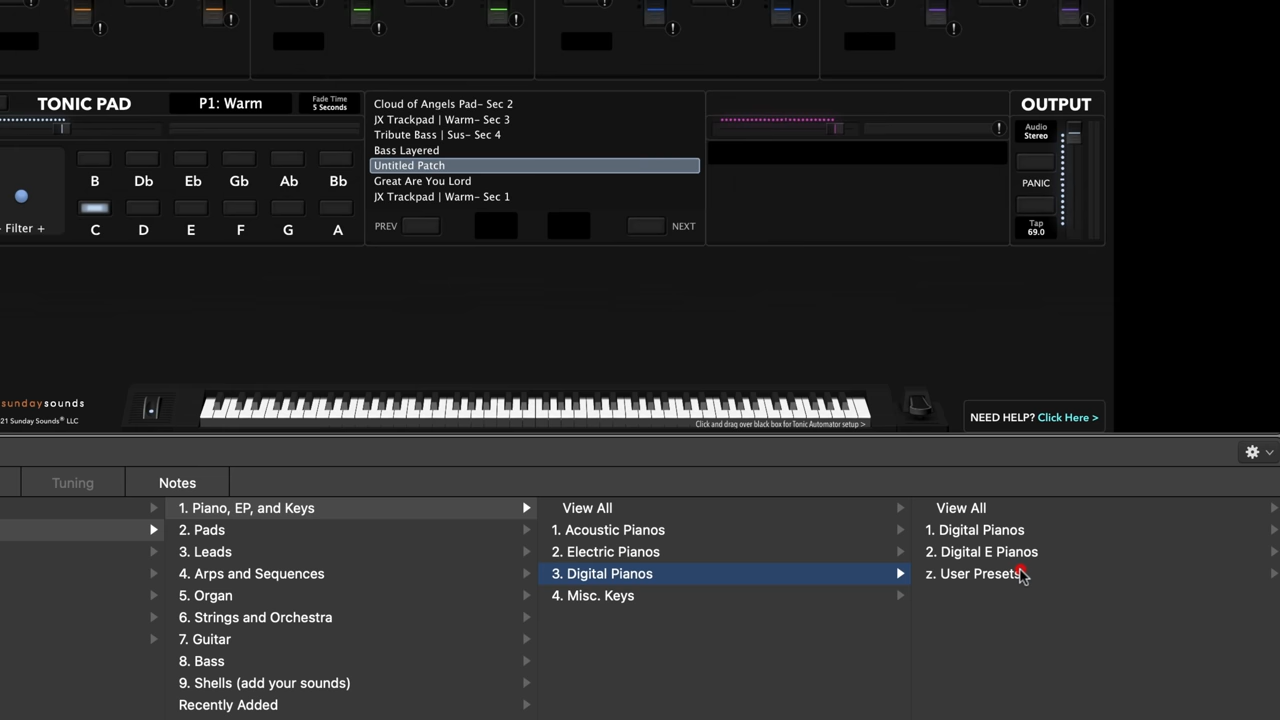 TONIC PAD
P1: Warm
Fade Time
5 Seconds
B Db Eb Gb Ab Bb
Filter +
C D E F G A
Cloud of Angels Pad- Sec 2
JX Trackpad | Warm- Sec 3
Tribute Bass | Sus- Sec 4
Bass Layered
Untitled Patch
Great Are You Lord
JX Trackpad | Warm- Sec 1
PREV
NEXT
OUTPUT
Audio
Stereo
PANIC
Tap
69.0
sundaysounds
21 Sunday Sounds® LLC
Click and drag over black box for Tonic Automator setup >
NEED HELP? Click Here >
Tuning
Notes
1. Piano, EP, and Keys
2. Pads
3. Leads
4. Arps and Sequences
5. Organ
6. Strings and Orchestra
7. Guitar
8. Bass
9. Shells (add your sounds)
Recently Added
View All
1. Acoustic Pianos
2. Electric Pianos
3. Digital Pianos
4. Misc. Keys
View All
1. Digital Pianos
2. Digital E Pianos
z. User Presets